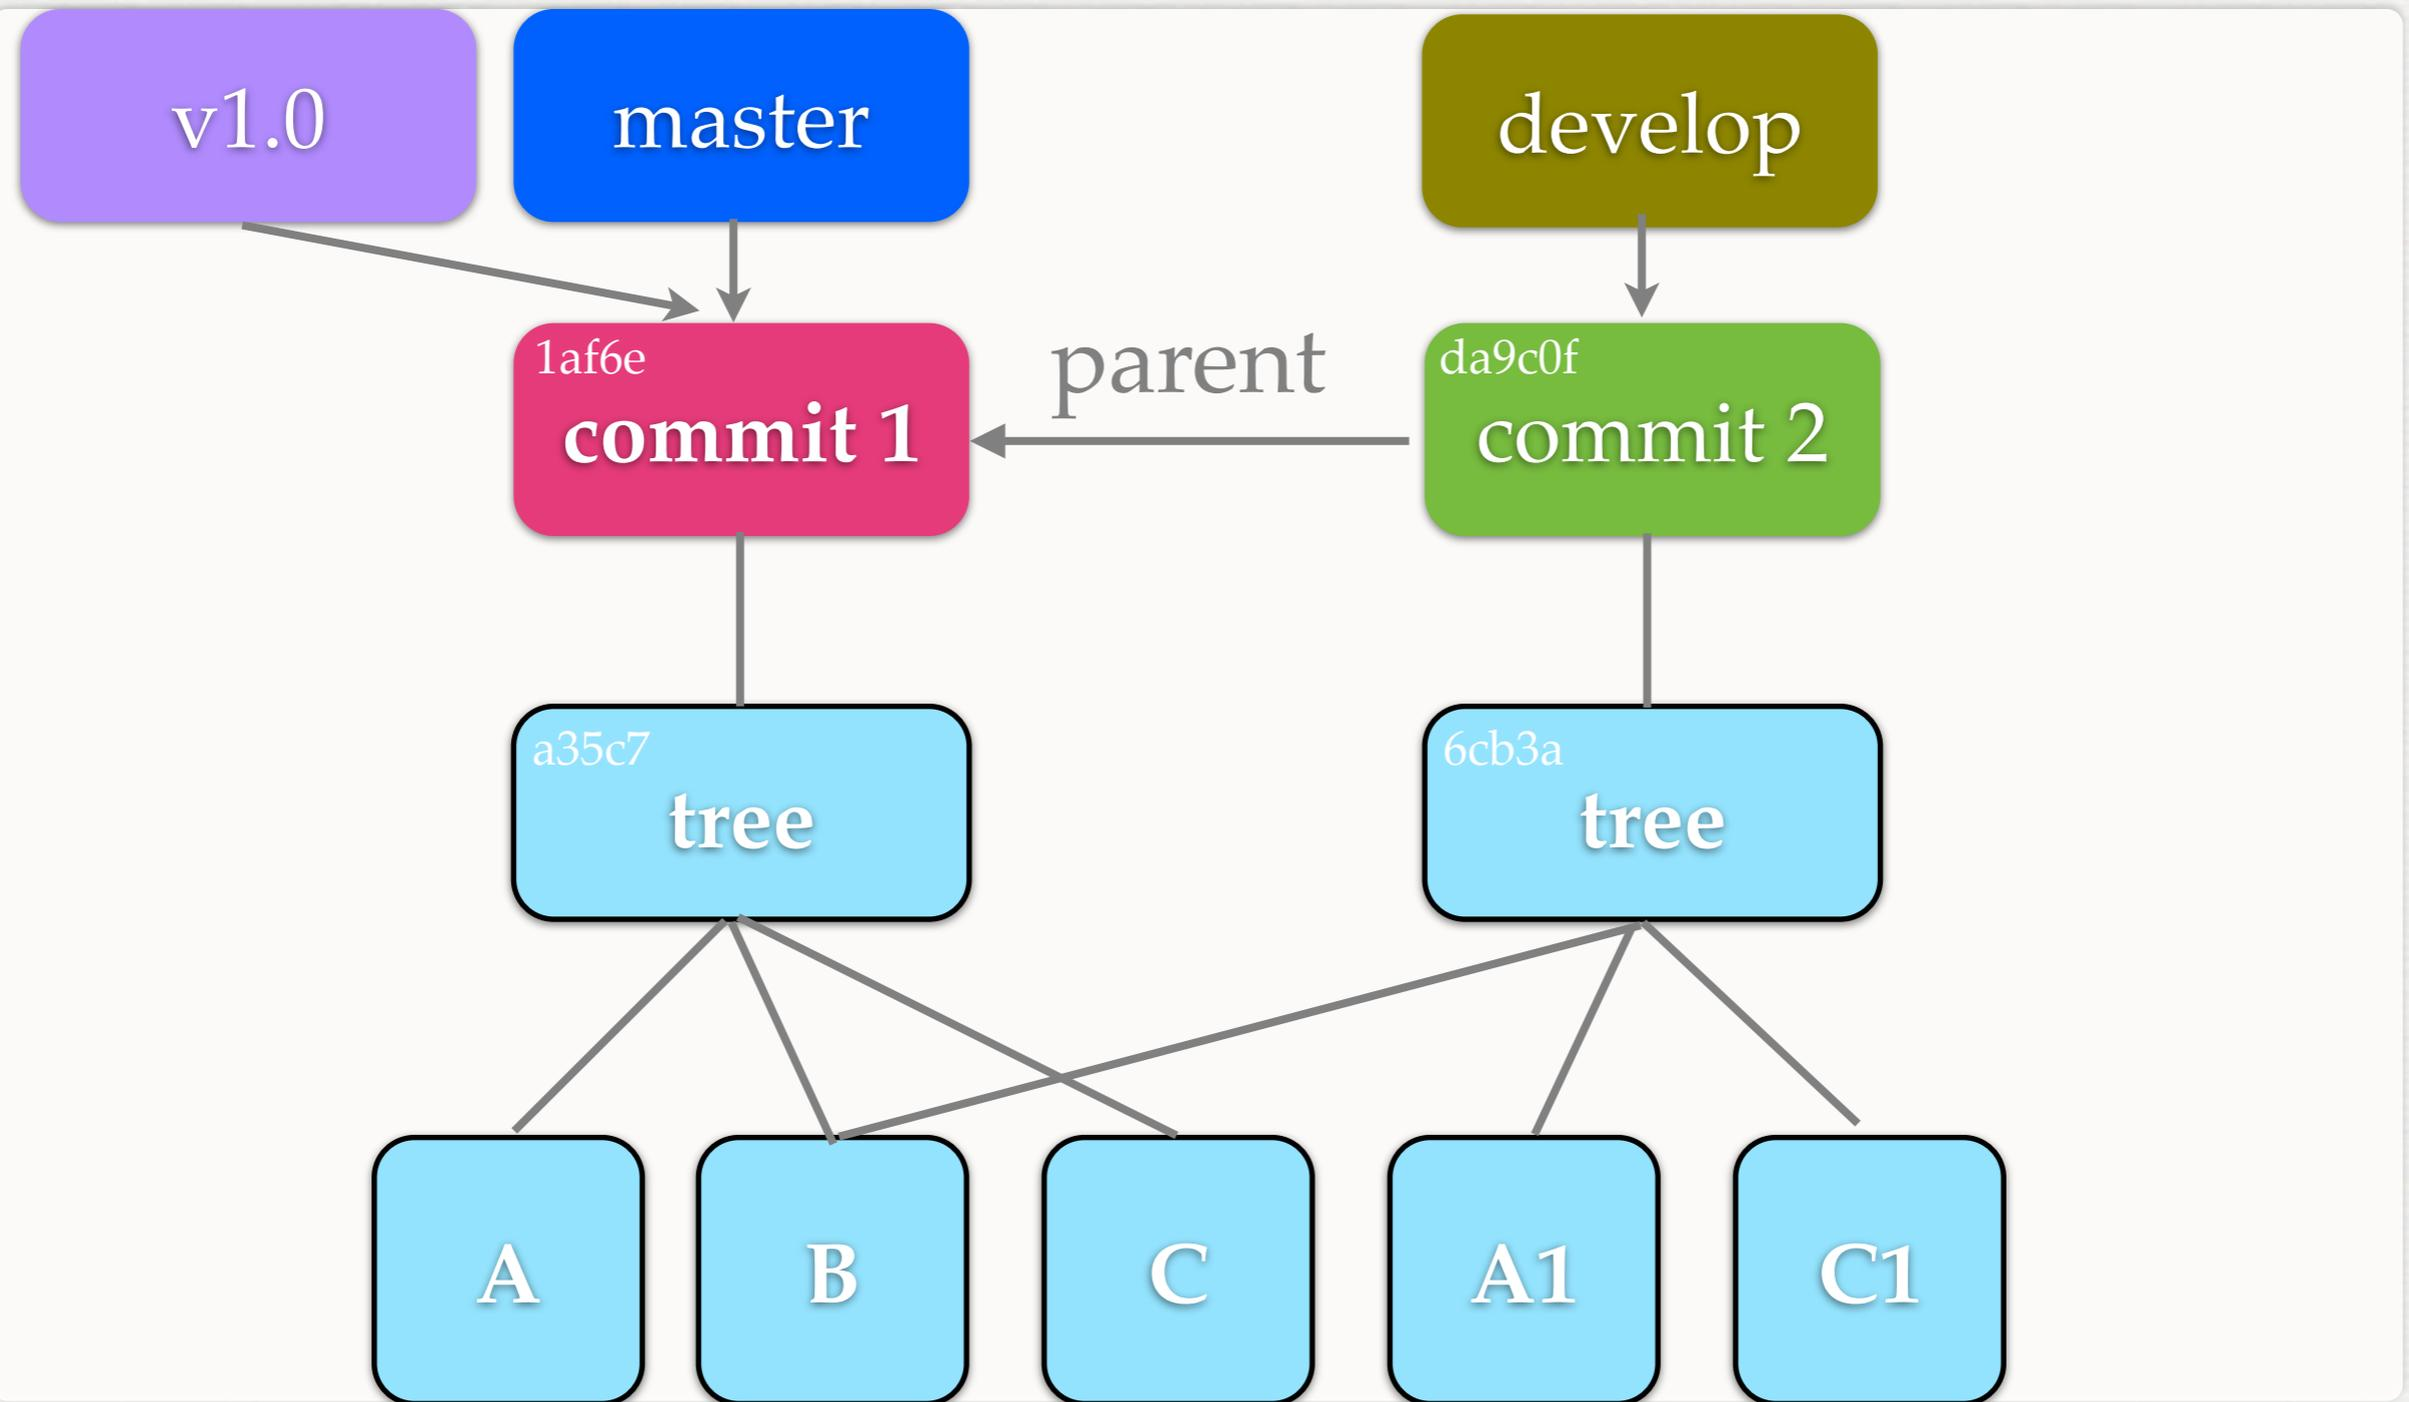 v1.0
master
develop
1af6e
commit 1
parent
da9c0f
commit 2
a35c7
tree
6cb3a
tree
A
B
C
A1
C1